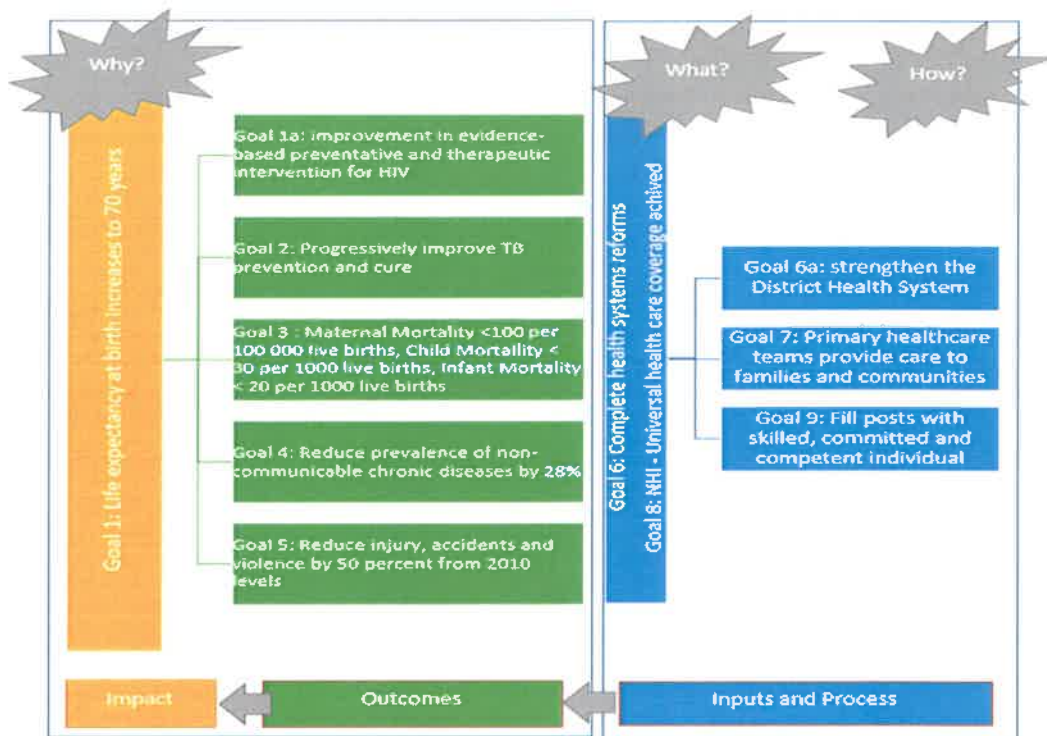 Why?
Goal 1: Life expectancy at birth increases to 70 years
Goal 1a: improvement in evidence-
based preventative and therapeutic
intervention for HIV
Goal 2: Progressively improve TB
prevention and cure
Goal 3 : Maternal Mortality <100 per
100 000 live births, Child Mortallity <
30 per 1000 live births, Infant Mortality
< 20 per 1000 live births
Goal 4: Reduce prevalence of non-
communicable chronic diseases by 28%
Goal 5: Reduce injury, accidents and
violence by 50 percent from 2010
levels
What?
How?
Goal 6: Complete health systems reforms
Goal 8: NHI - Universal health care coverage achived
Goal 6a: strengthen the
District Health System
Goal 7: Primary healthcare
teams provide care to
families and communities
Goal 9: Fill posts with
skilled, committed and
competent individual
Impact
Outcomes
Inputs and Process